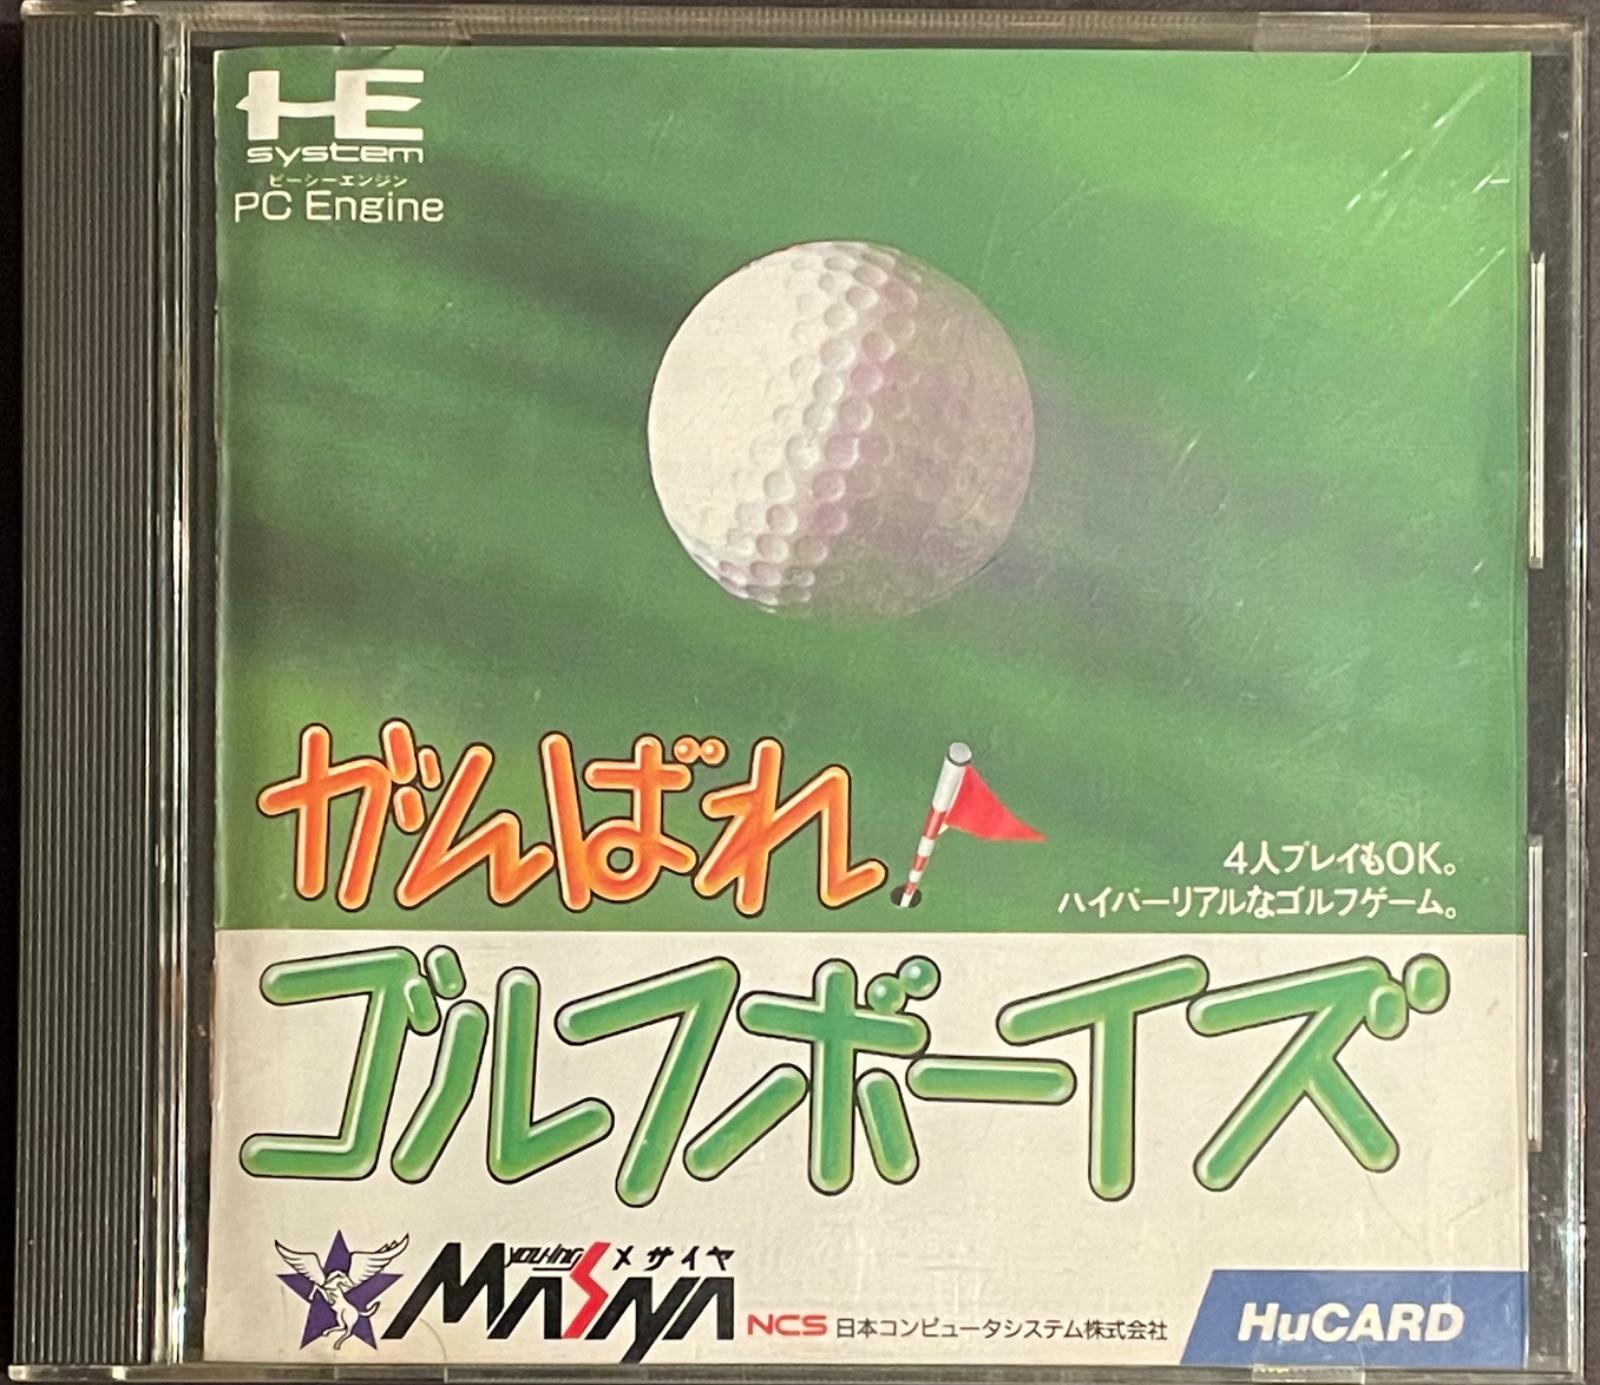 HE
system
ピーシーエンジン
PC Engine
がんばれ
4人プレイもOK。
ハイパーリアルなゴルフゲーム。
ゴルフボーイズ
メサイヤ
MASAYA
NCS 日本コンピュータシステム株式会社
HuCARD